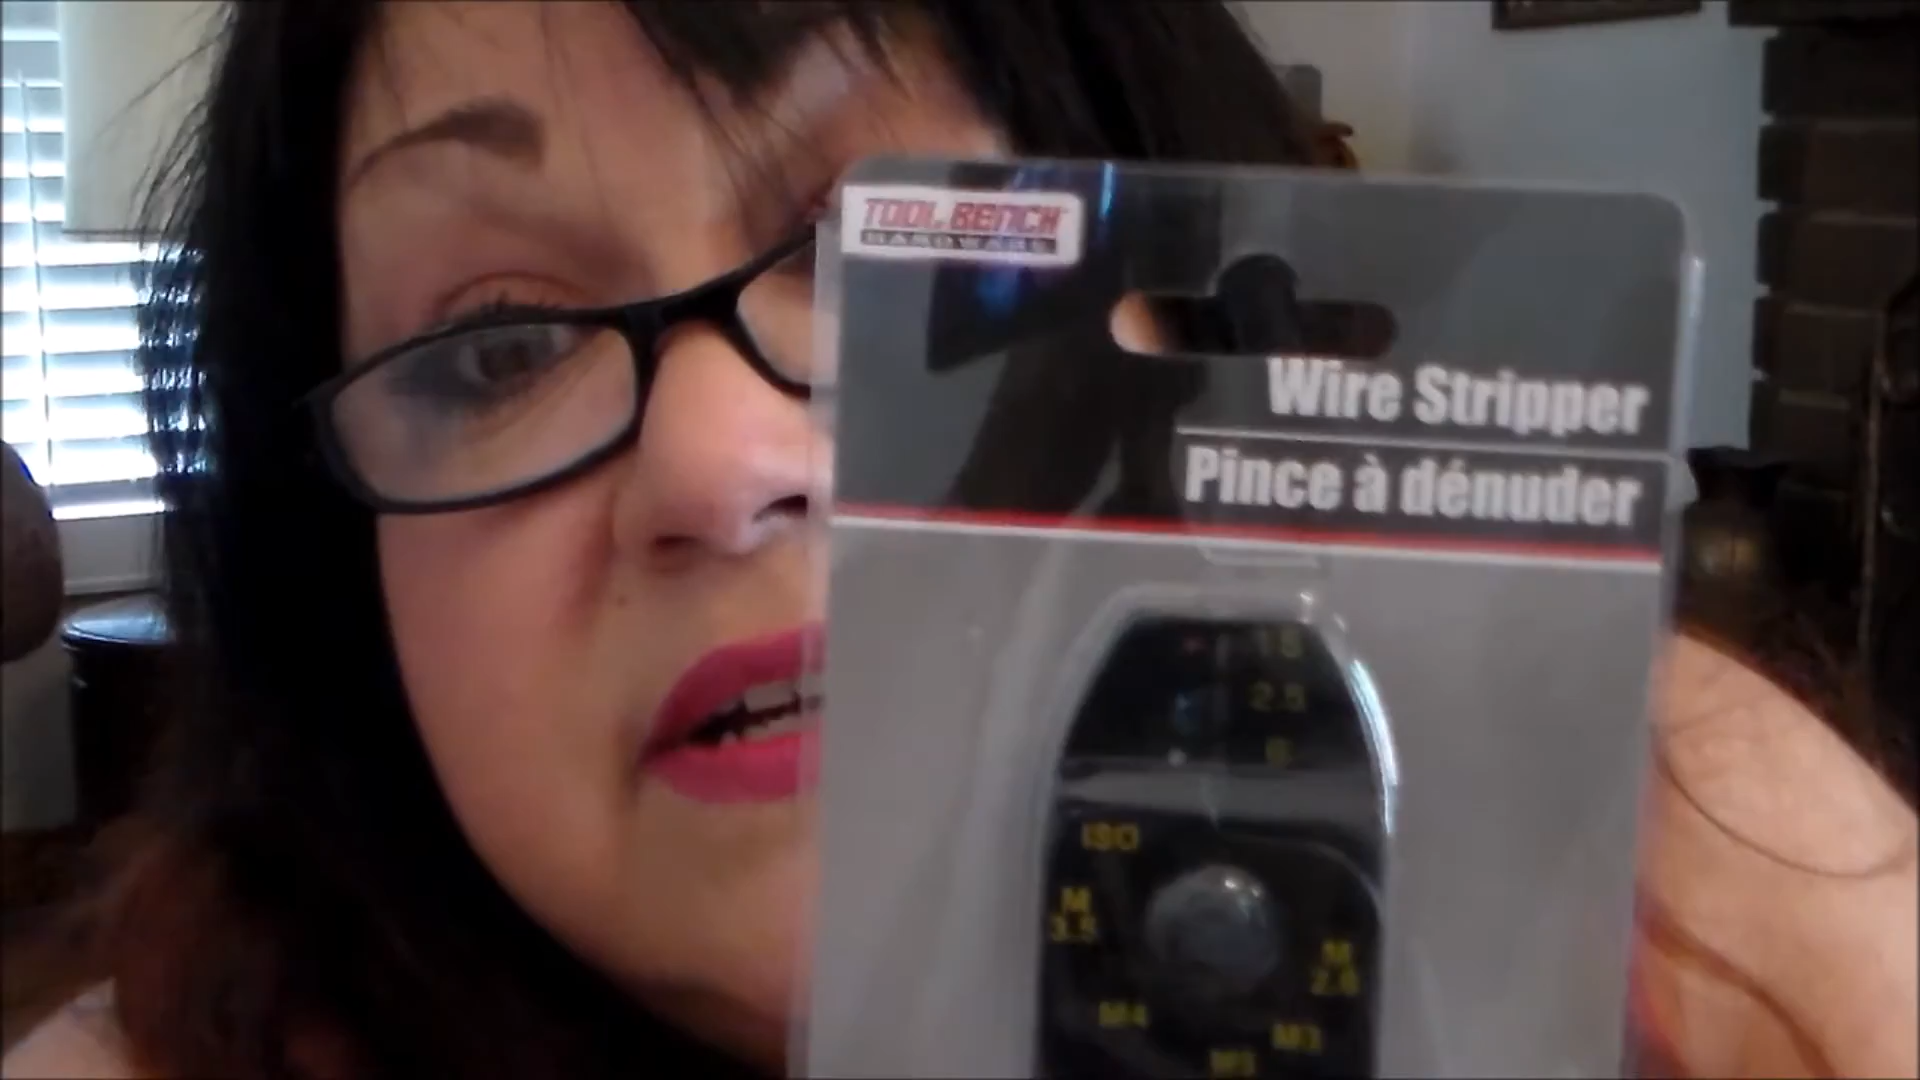 TOOL BENCH
HARDWARE
Wire Stripper
Pince à dénuder
1.5
2.5
6
ISO
M
3.5
M
2.6
M4
M3
M5